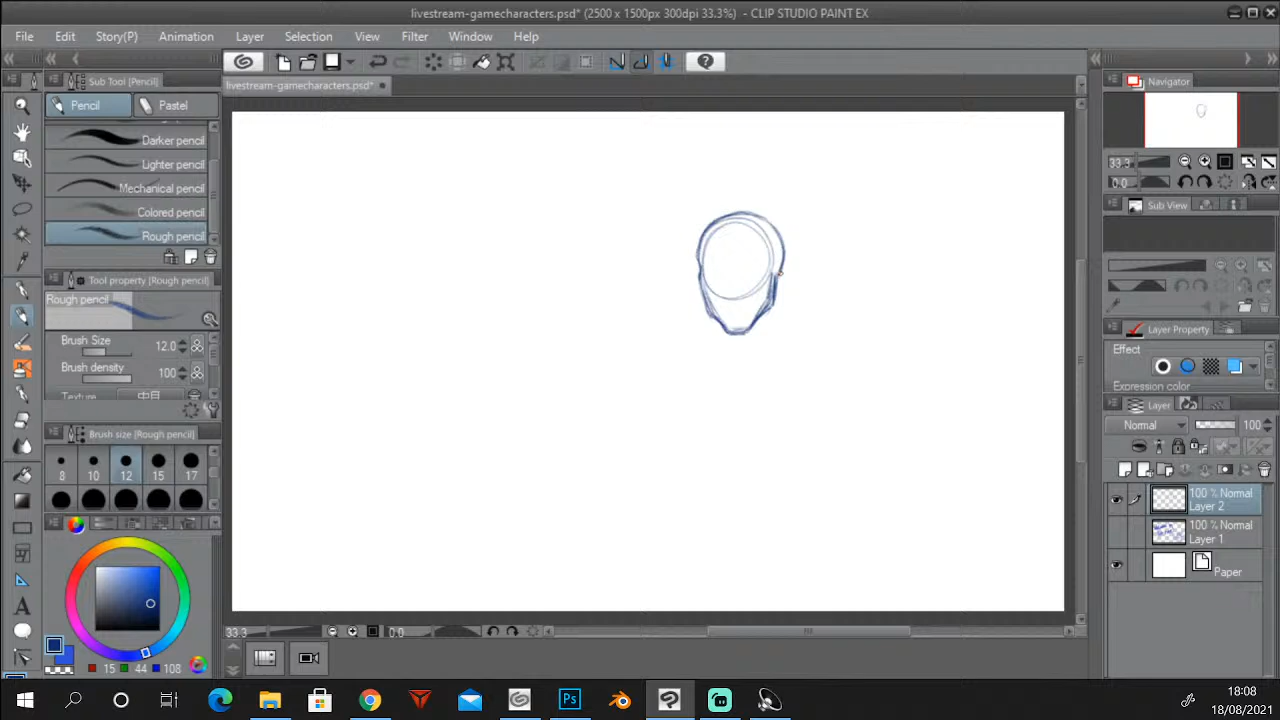 livestream-gamecharacters.psd* (2500 x 1500px 300dpi 33.3%) - CLIP STUDIO PAINT EX
File Edit Story(P) Animation Layer Selection View Filter Window Help
Sub Tool [Pencil]
livestream-gamecharacters.psd*
Navigator
Pencil Pastel
Darker pencil
Lighter pencil
Mechanical pencil
Colored pencil
Rough pencil
33.3
0.0
Sub View
Tool property [Rough pencil]
Rough pencil
Brush Size 12.0
Brush density 100
Texture 中目
Layer Property
Effect
Expression color
Layer
Normal 100
Brush size [Rough pencil]
8 10 12 15 17
100 % Normal
Layer 2
100 % Normal
Layer 1
Paper
33.3 0.0
15 44 108
A
Ps
18:08
18/08/2021